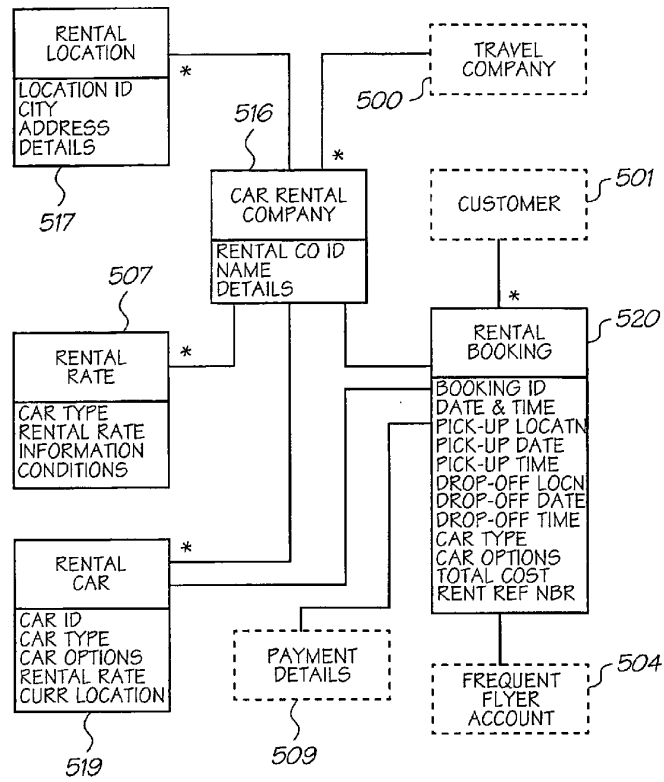 RENTAL
LOCATION
*
LOCATION ID
CITY
ADDRESS
DETAILS
517
TRAVEL
COMPANY
500
516
*
CAR RENTAL
COMPANY
RENTAL CO ID
NAME
DETAILS
CUSTOMER
501
*
507
RENTAL
RATE
*
CAR TYPE
RENTAL RATE
INFORMATION
CONDITIONS
RENTAL
BOOKING
520
BOOKING ID
DATE & TIME
PICK-UP LOCATN
PICK-UP DATE
PICK-UP TIME
DROP-OFF LOCN
DROP-OFF DATE
DROP-OFF TIME
CAR TYPE
CAR OPTIONS
TOTAL COST
RENT REF NBR
RENTAL
CAR
*
CAR ID
CAR TYPE
CAR OPTIONS
RENTAL RATE
CURR LOCATION
519
PAYMENT
DETAILS
509
FREQUENT
FLYER
ACCOUNT
504